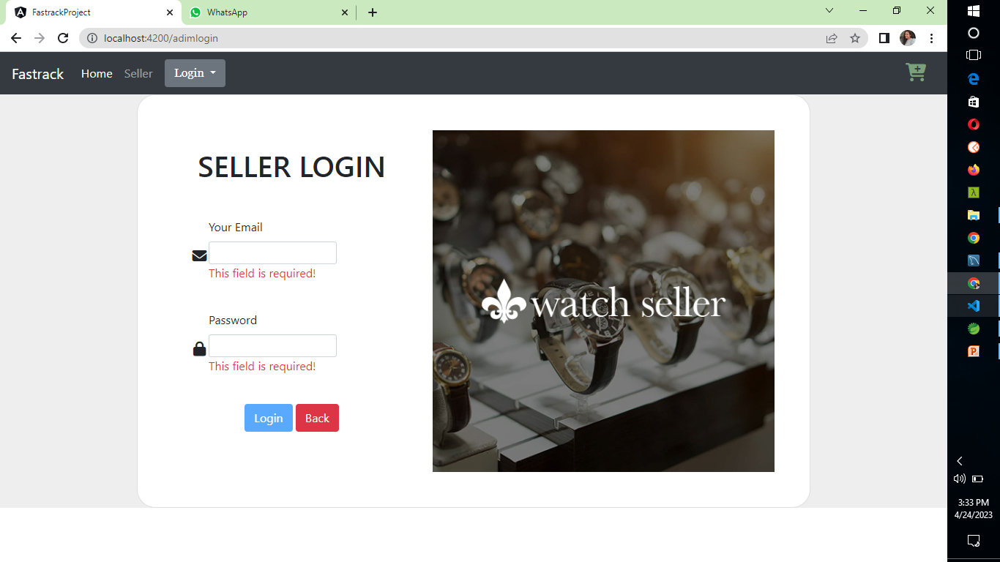 FastrackProject
WhatsApp
localhost:4200/adimlogin
Fastrack
Home
Seller
Login
SELLER LOGIN
Your Email
This field is required!
Password
This field is required!
Login
Back
watch seller
3:33 PM
4/24/2023